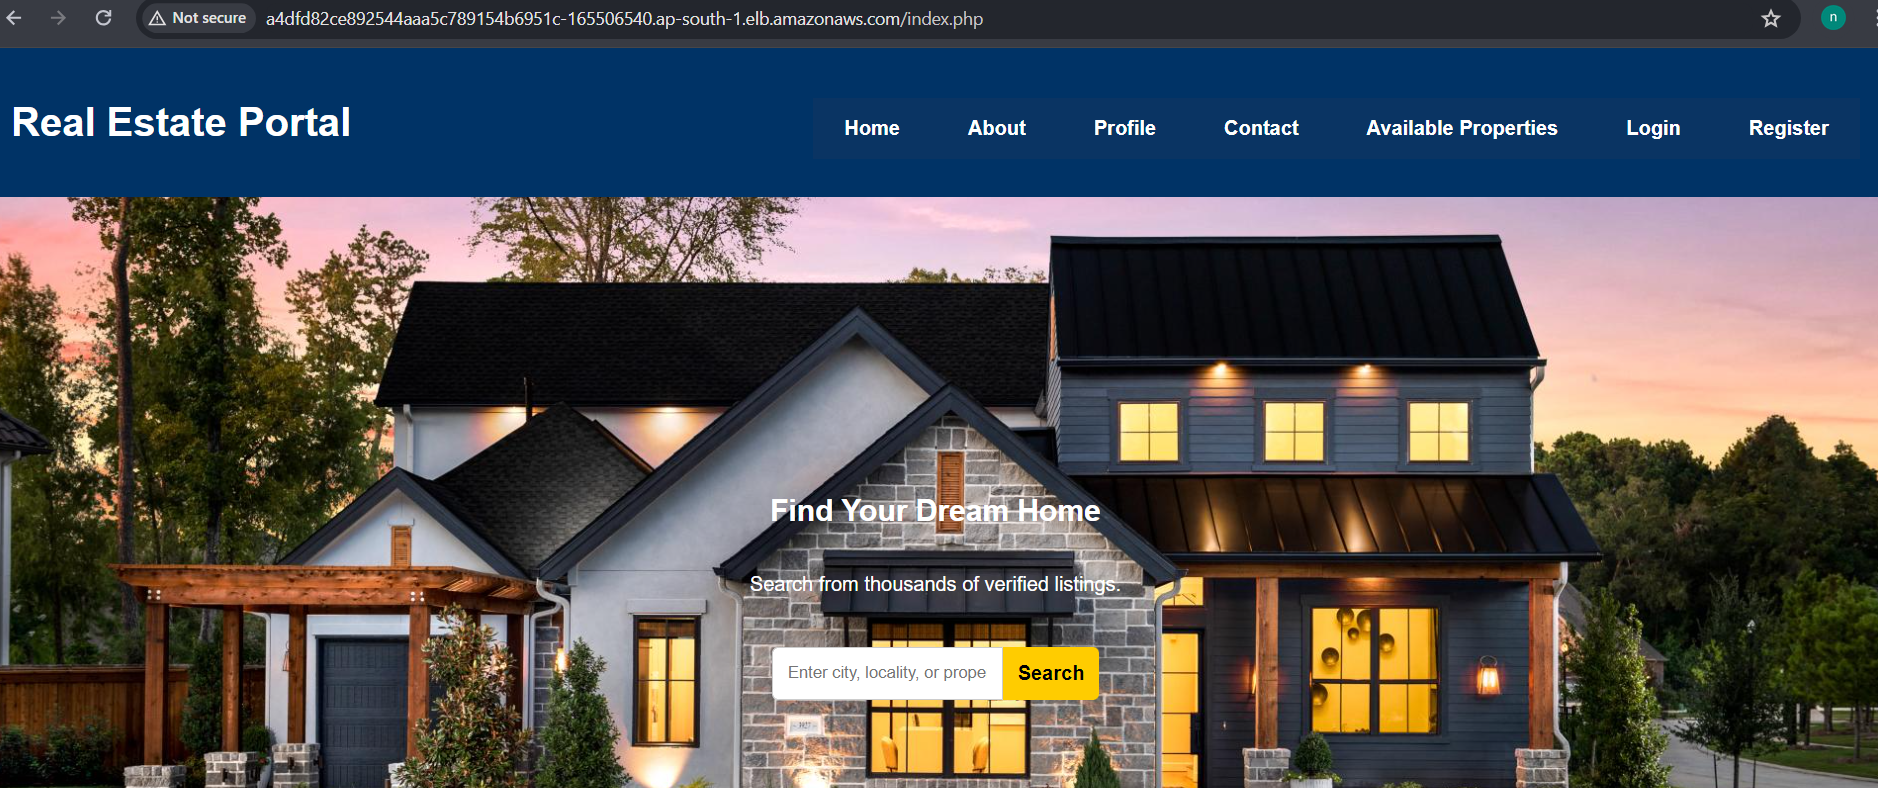 Not secure
a4dfd82ce892544aaa5c789154b6951c-165506540.ap-south-1.elb.amazonaws.com/index.php
n
Real Estate Portal
Home About Profile Contact Available Properties Login Register
Find Your Dream Home
Search from thousands of verified listings.
Enter city, locality, or prope Search